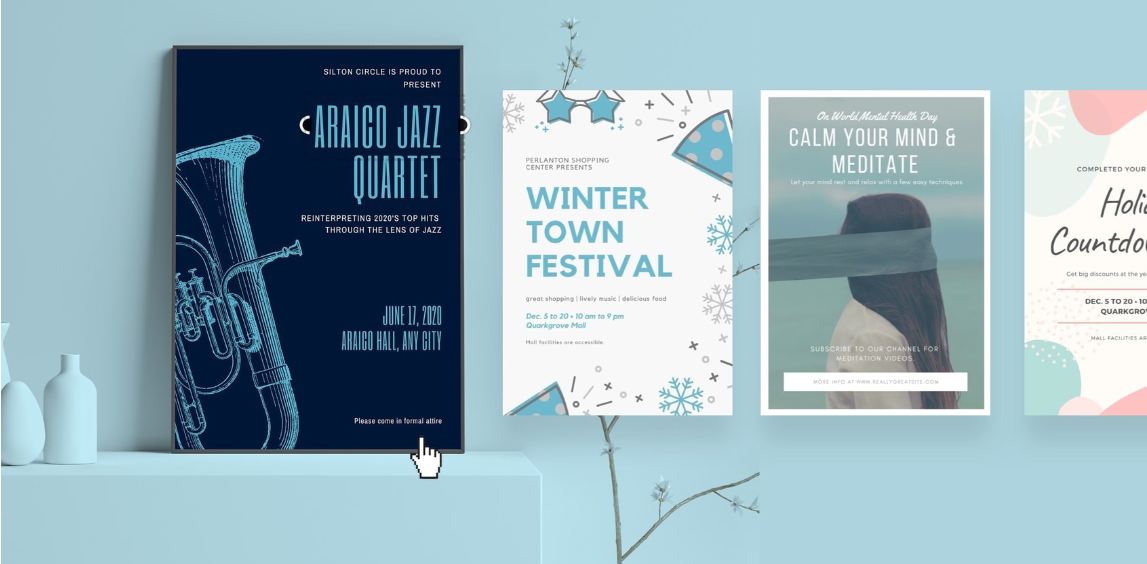 SILTON CIRCLE IS PROUD TO
PRESENT
ARAICO JAZZ
QUARTET
REINTERPRETING 2020'S TOP HITS
THROUGH THE LENS OF JAZZ
JUNE 17, 2020
ARAICO HALL, ANY CITY
Please come in formal attire
PERLANTON SHOPPING
CENTER PRESENTS
WINTER
TOWN
FESTIVAL
great shopping | lively music | delicious food
Dec. 5 to 20 • 10 am to 9 pm
Quarkgrove Mall
Mall facilities are accessible.
On World Mental Health Day
CALM YOUR MIND &
MEDITATE
Let your mind rest and relax with a few easy techniques
SUBSCRIBE TO OUR CHANNEL FOR
MEDITATION VIDEOS.
MORE INFO AT WWW.REALLYGREATSITE.COM
COMPLETED YOUR
Holi
Countdo
Get big discounts at the ye
DEC. 5 TO 20 • 10
QUARKGRO
MALL FACILITIES AR